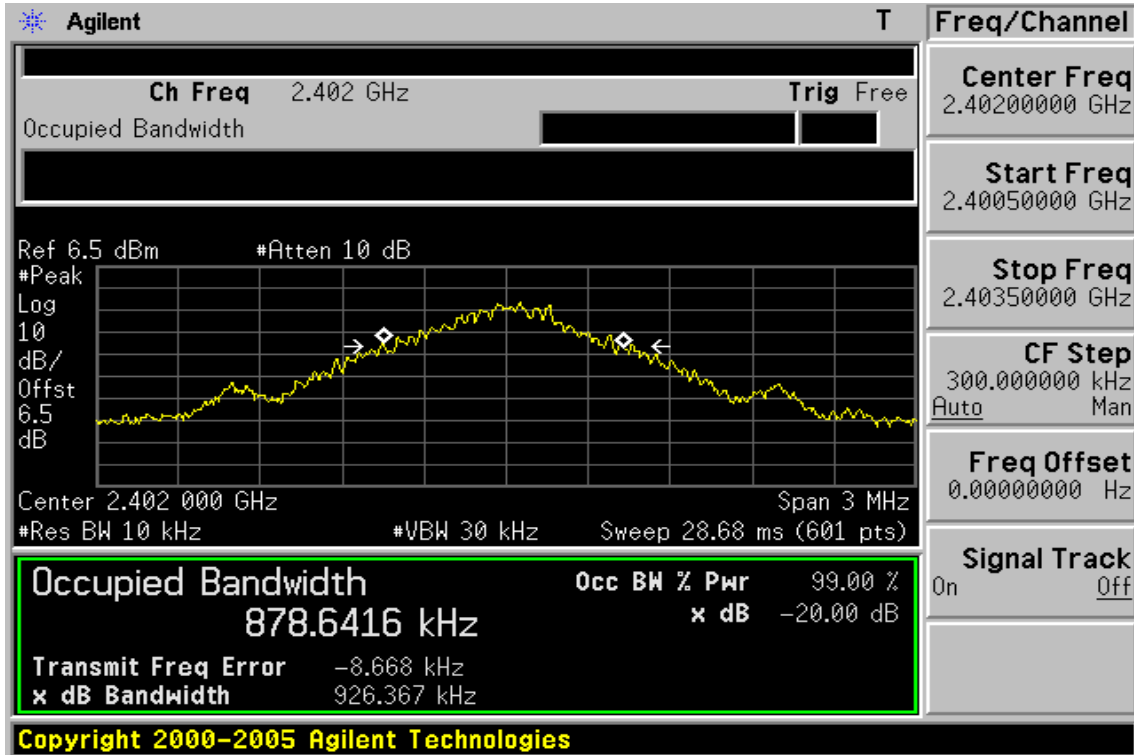 Agilent T Freq/Channel
Ch Freq 2.402 GHz Trig Free
Occupied Bandwidth
Center Freq
2.40200000 GHz
Start Freq
2.40050000 GHz
Stop Freq
2.40350000 GHz
CF Step
300.000000 kHz
Auto Man
Freq Offset
0.00000000 Hz
Signal Track
On Off
Ref 6.5 dBm #Atten 10 dB
#Peak
Log
10
dB/
Offst
6.5
dB
Center 2.402 000 GHz Span 3 MHz
#Res BW 10 kHz #VBW 30 kHz Sweep 28.68 ms (601 pts)
Occupied Bandwidth Occ BW % Pwr 99.00 %
878.6416 kHz x dB -20.00 dB
Transmit Freq Error -8.668 kHz
x dB Bandwidth 926.367 kHz
Copyright 2000-2005 Agilent Technologies